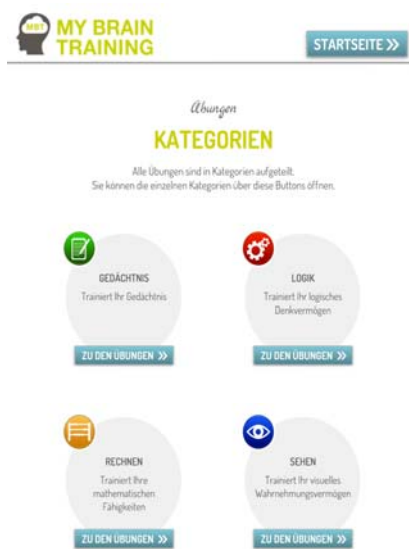 MBT
MY BRAIN
TRAINING
STARTSEITE »
Übungen
KATEGORIEN
Alle Übungen sind in Kategorien aufgeteilt.
Sie können die einzelnen Kategorien über diese Buttons öffnen.
GEDÄCHTNIS
Trainiert Ihr Gedächtnis
ZU DEN ÜBUNGEN »
LOGIK
Trainiert Ihr logisches
Denkvermögen
ZU DEN ÜBUNGEN »
RECHNEN
Trainiert Ihre
mathematischen
Fähigkeiten
ZU DEN ÜBUNGEN »
SEHEN
Trainiert Ihr visuelles
Wahrnehmungsvermögen
ZU DEN ÜBUNGEN »